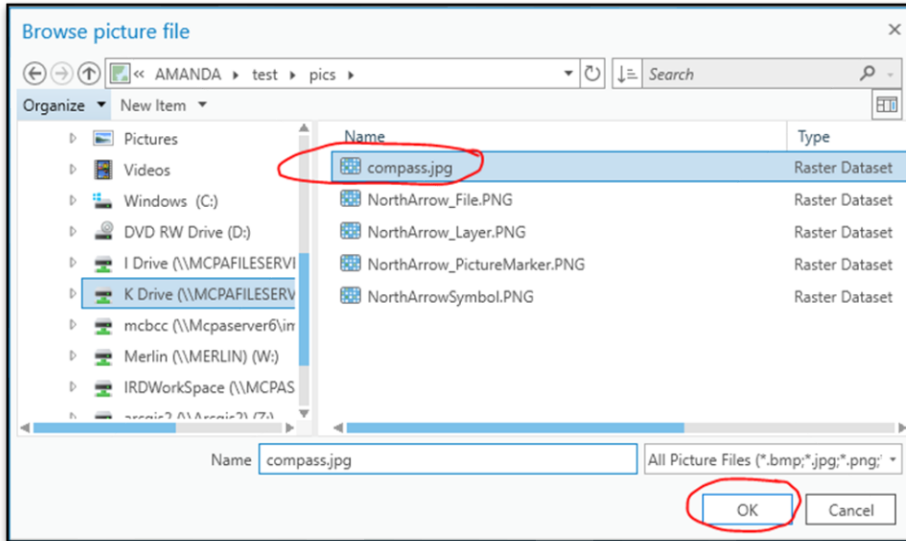 Browse picture file
« AMANDA test pics
Search
Organize New Item
Pictures
Videos
Windows (C:)
DVD RW Drive (D:)
I Drive (\\MCPAFILESERVI
K Drive (\\MCPAFILESERV
mcbcc (\\Mcpaserver6\im
Merlin (\\MERLIN) (W:)
IRDWorkSpace (\\MCPAS
arcgis2 (\\Arcgis2) (Z:)
Name Type
compass.jpg Raster Dataset
NorthArrow_File.PNG Raster Dataset
NorthArrow_Layer.PNG Raster Dataset
NorthArrow_PictureMarker.PNG Raster Dataset
NorthArrowSymbol.PNG Raster Dataset
Name compass.jpg All Picture Files (*.bmp;*.jpg;*.png;
OK Cancel